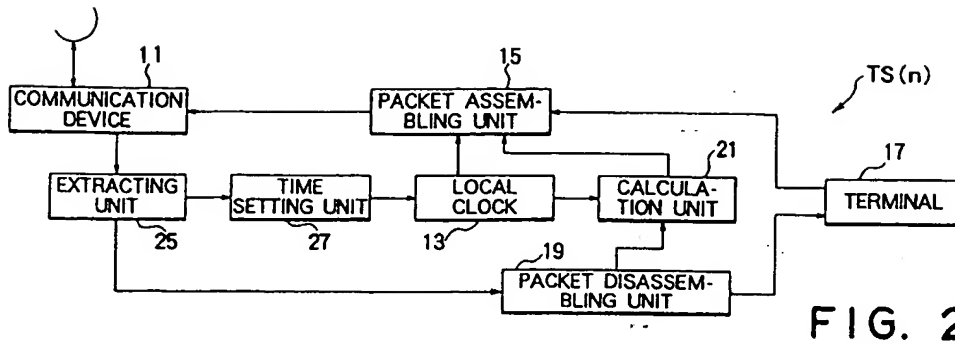 11
COMMUNICATION
DEVICE
15
PACKET ASSEM-
BLING UNIT
TS(n)
EXTRACTING
UNIT
25
TIME
SETTING UNIT
27
LOCAL
CLOCK
13
21
CALCULA-
TION UNIT
17
TERMINAL
19
PACKET DISASSEM-
BLING UNIT
FIG. 2